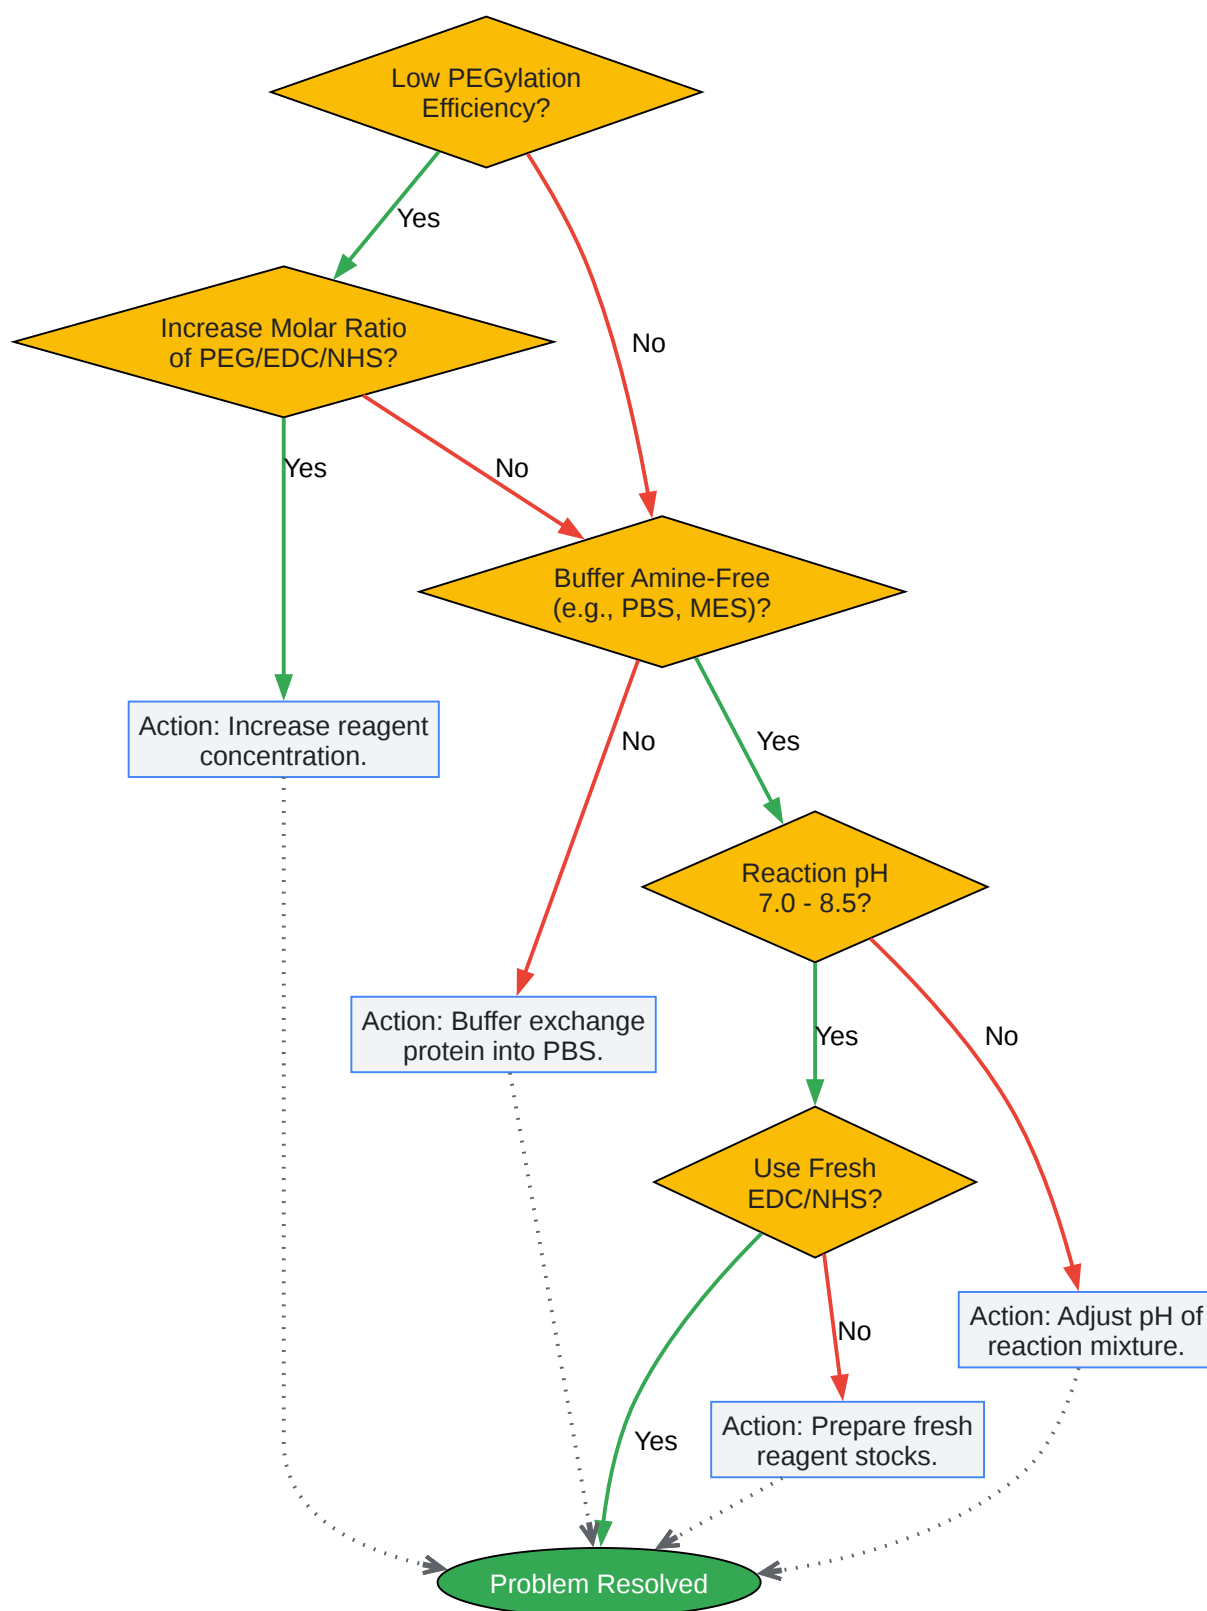 Low PEGylation
Efficiency?
Yes
Increase Molar Ratio
of PEG/EDC/NHS?
No
Yes
No
Buffer Amine-Free
(e.g., PBS, MES)?
Action: Increase reagent
concentration.
No
Yes
Reaction pH
7.0 - 8.5?
Action: Buffer exchange
protein into PBS.
Yes
No
Use Fresh
EDC/NHS?
Action: Adjust pH of
reaction mixture.
No
Yes
Action: Prepare fresh
reagent stocks.
Problem Resolved